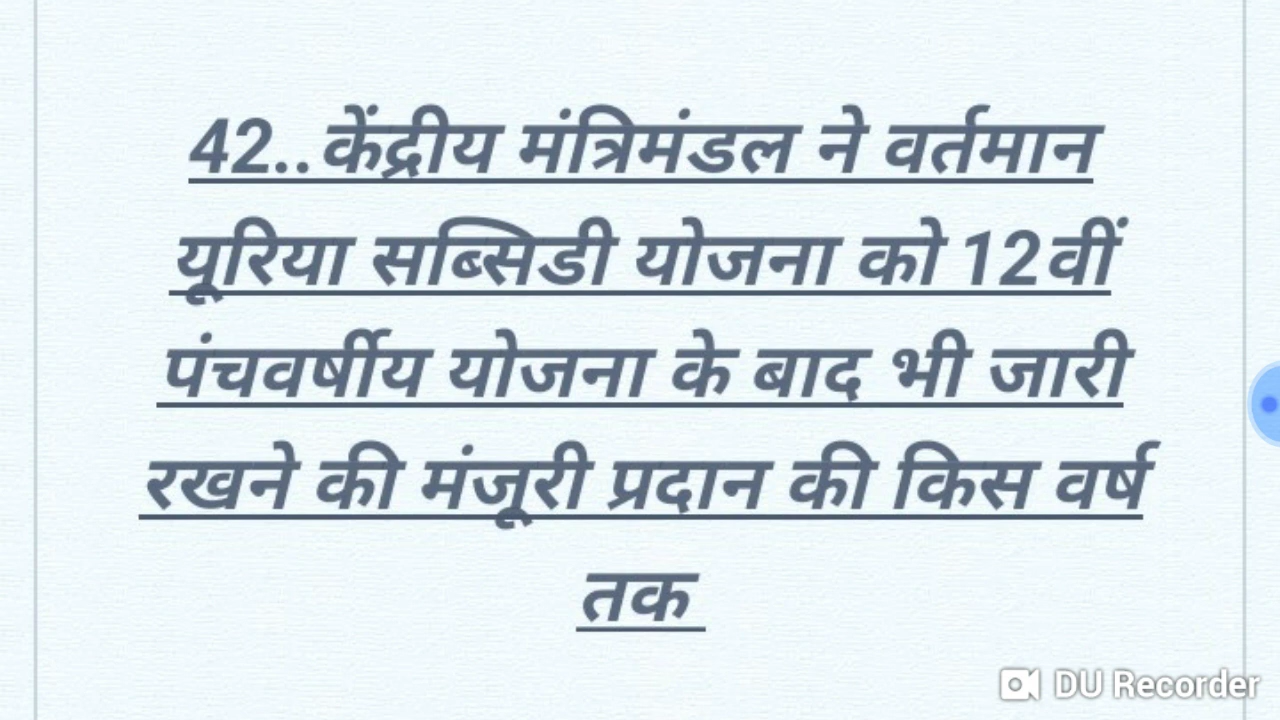 42..केंद्रीय मंत्रिमंडल ने वर्तमान
यूरिया सब्सिडी योजना को 12वीं
पंचवर्षीय योजना के बाद भी जारी
रखने की मंजूरी प्रदान की किस वर्ष
तक
DU Recorder